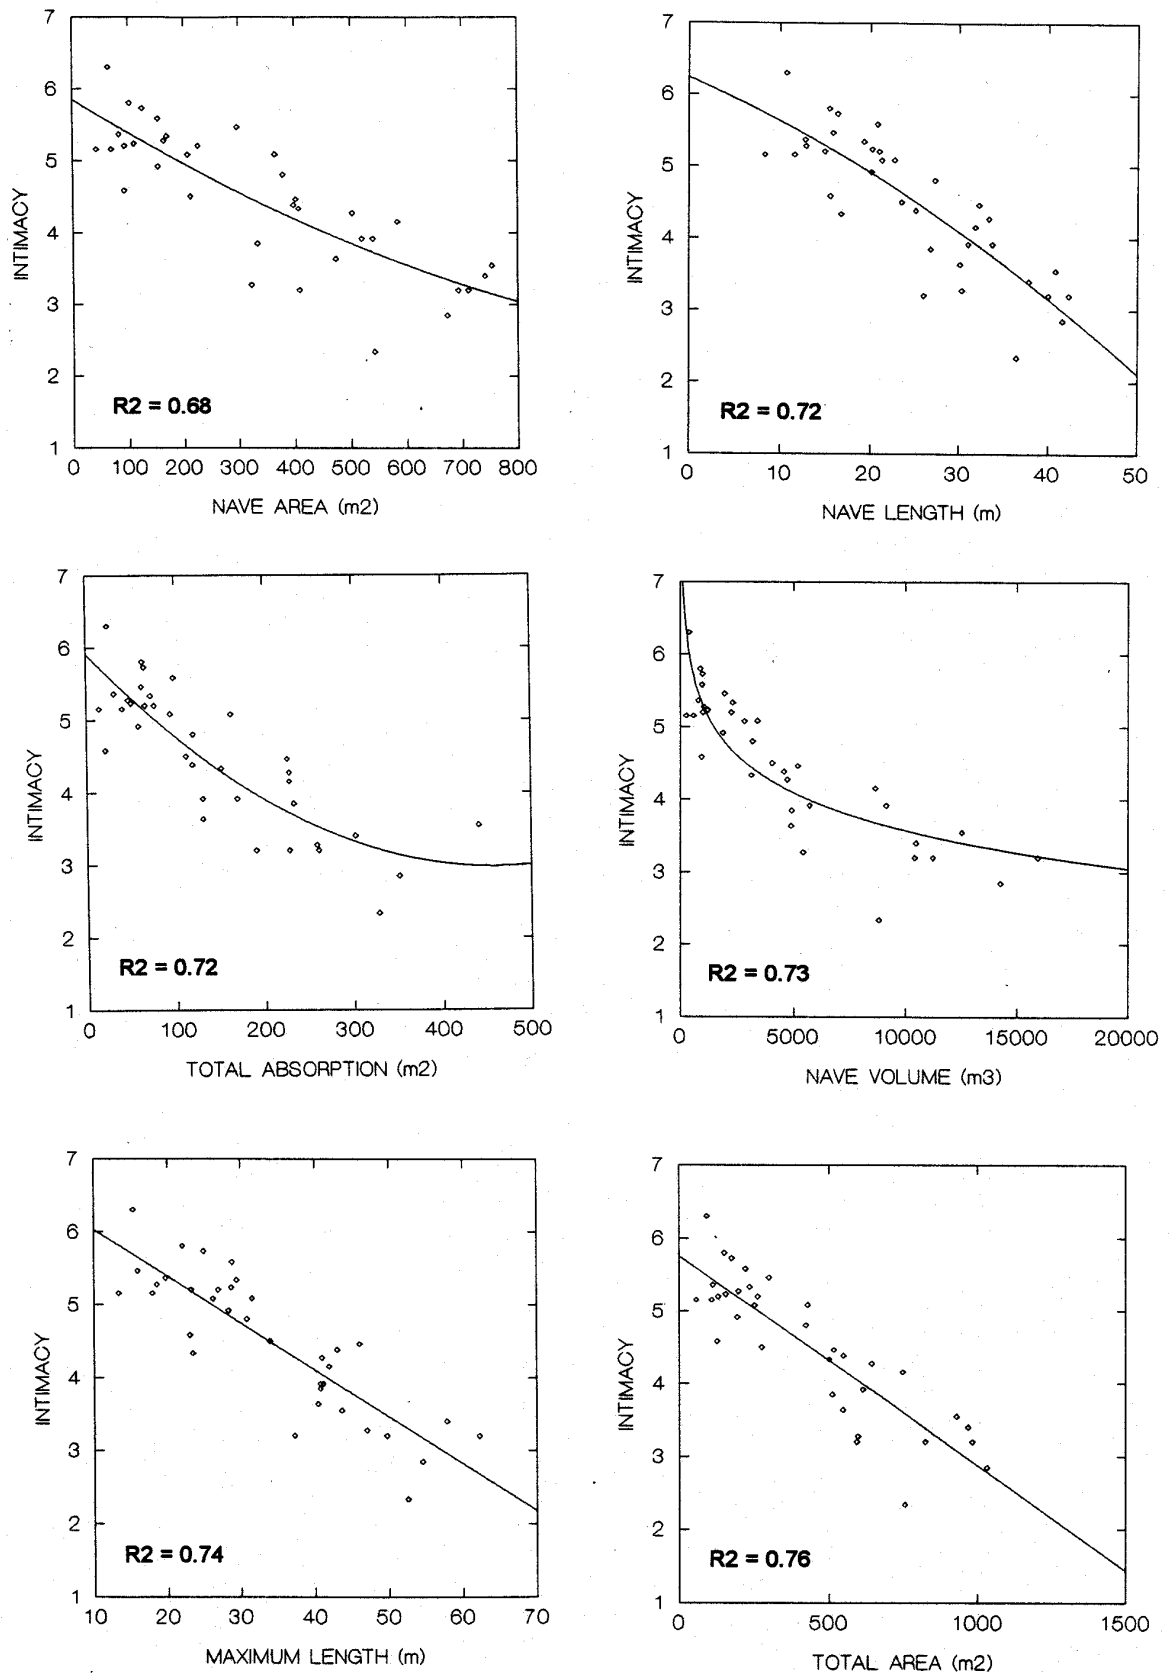 7
6
5
4
3
2
1
INTIMACY
R2 = 0.68
0 100 200 300 400 500 600 700 800
NAVE AREA (m2)
7
6
5
4
3
2
1
INTIMACY
R2 = 0.72
0 10 20 30 40 50
NAVE LENGTH (m)
7
6
5
4
3
2
1
INTIMACY
R2 = 0.72
0 100 200 300 400 500
TOTAL ABSORPTION (m2)
7
6
5
4
3
2
1
INTIMACY
R2 = 0.73
0 5000 10000 15000 20000
NAVE VOLUME (m3)
7
6
5
4
3
2
1
INTIMACY
R2 = 0.74
10 20 30 40 50 60 70
MAXIMUM LENGTH (m)
7
6
5
4
3
2
1
INTIMACY
R2 = 0.76
0 500 1000 1500
TOTAL AREA (m2)